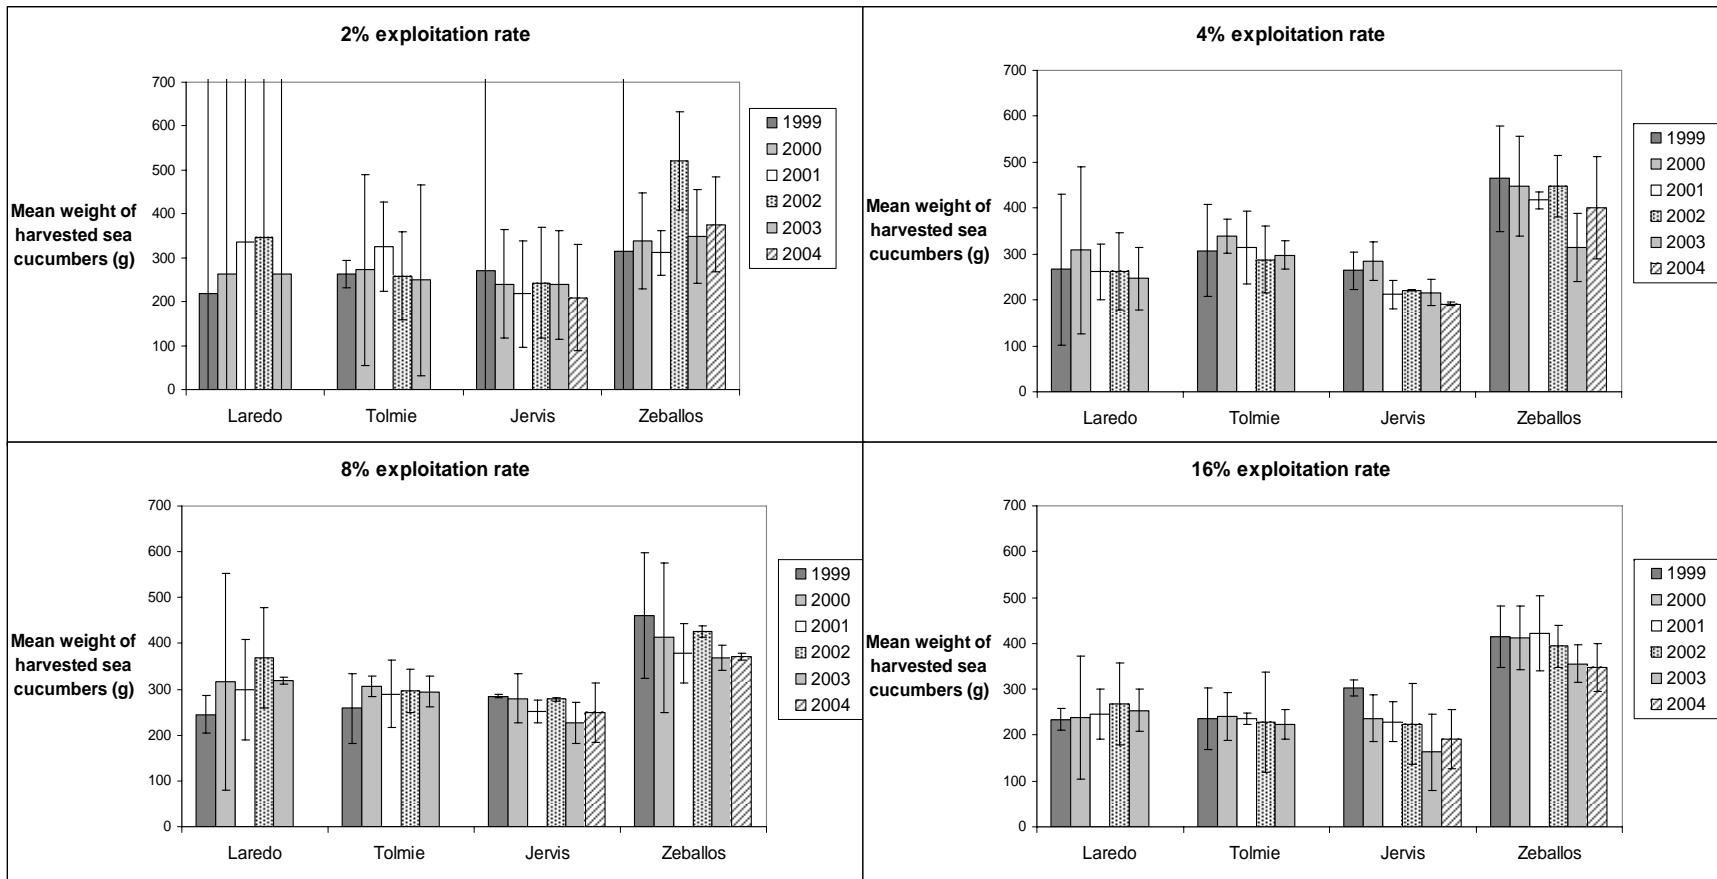 2% exploitation rate
700
600
500
400
300
200
100
0
Mean weight of
harvested sea
cucumbers (g)
Laredo Tolmie Jervis Zeballos
1999
2000
2001
2002
2003
2004
4% exploitation rate
700
600
500
400
300
200
100
0
Mean weight of
harvested sea
cucumbers (g)
Laredo Tolmie Jervis Zeballos
1999
2000
2001
2002
2003
2004
8% exploitation rate
700
600
500
400
300
200
100
0
Mean weight of
harvested sea
cucumbers (g)
Laredo Tolmie Jervis Zeballos
1999
2000
2001
2002
2003
2004
16% exploitation rate
700
600
500
400
300
200
100
0
Mean weight of
harvested sea
cucumbers (g)
Laredo Tolmie Jervis Zeballos
1999
2000
2001
2002
2003
2004